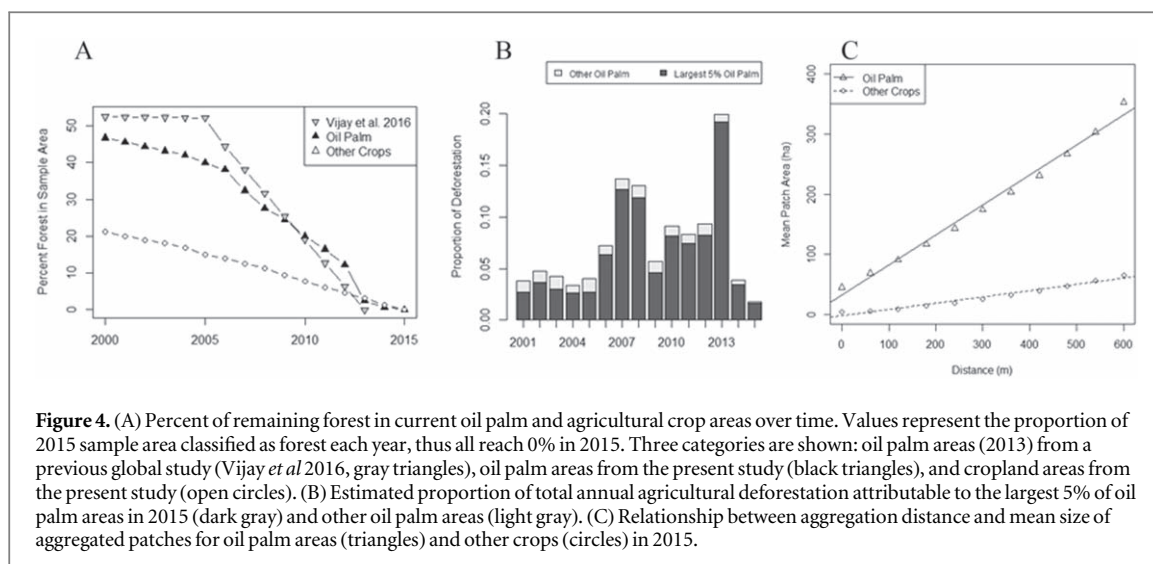 A
B
C
Other Oil Palm
Largest 5% Oil Palm
Vijay et al. 2016
Oil Palm
Other Crops
Percent Forest in Sample Area
50
40
30
20
10
0
2000
2005
2010
2015
Proportion of Deforestation
0.20
0.15
0.10
0.05
0.00
2001
2004
2007
2010
2013
Oil Palm
Other Crops
Mean Patch Area (ha)
400
300
200
100
0
0
100
200
300
400
500
600
Distance (m)
Figure 4. (A) Percent of remaining forest in current oil palm and agricultural crop areas over time. Values represent the proportion of
2015 sample area classified as forest each year, thus all reach 0% in 2015. Three categories are shown: oil palm areas (2013) from a
previous global study (Vijay et al 2016, gray triangles), oil palm areas from the present study (black triangles), and cropland areas from
the present study (open circles). (B) Estimated proportion of total annual agricultural deforestation attributable to the largest 5% of oil
palm areas in 2015 (dark gray) and other oil palm areas (light gray). (C) Relationship between aggregation distance and mean size of
aggregated patches for oil palm areas (triangles) and other crops (circles) in 2015.